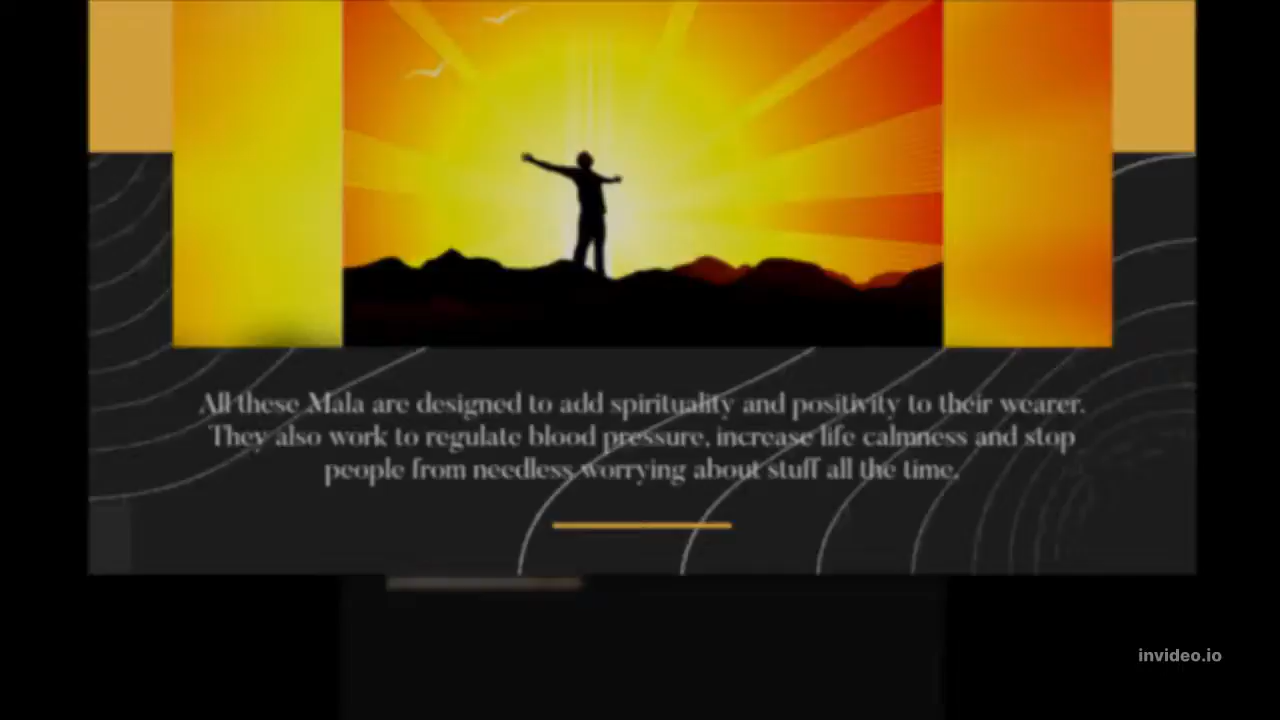 All these Mala are designed to add spirituality and positivity to their wearer.
They also work to regulate blood pressure, increase life calmness and stop
people from needless worrying about stuff all the time.
invideo.io